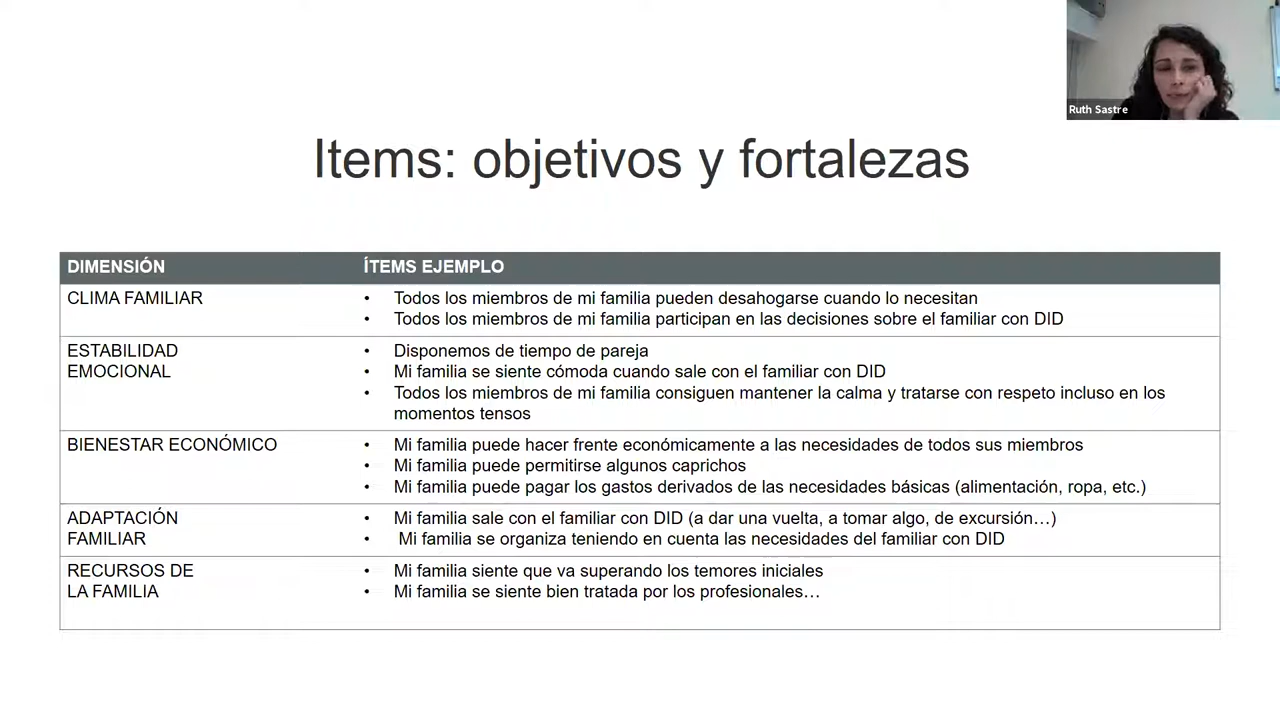 Ruth Sastre
Items: objetivos y fortalezas
DIMENSIÓN
ÍTEMS EJEMPLO
CLIMA FAMILIAR
• Todos los miembros de mi familia pueden desahogarse cuando lo necesitan
• Todos los miembros de mi familia participan en las decisiones sobre el familiar con DID
ESTABILIDAD
EMOCIONAL
• Disponemos de tiempo de pareja
• Mi familia se siente cómoda cuando sale con el familiar con DID
• Todos los miembros de mi familia consiguen mantener la calma y tratarse con respeto incluso en los
momentos tensos
BIENESTAR ECONÓMICO
• Mi familia puede hacer frente económicamente a las necesidades de todos sus miembros
• Mi familia puede permitirse algunos caprichos
• Mi familia puede pagar los gastos derivados de las necesidades básicas (alimentación, ropa, etc.)
ADAPTACIÓN
FAMILIAR
• Mi familia sale con el familiar con DID (a dar una vuelta, a tomar algo, de excursión…)
• Mi familia se organiza teniendo en cuenta las necesidades del familiar con DID
RECURSOS DE
LA FAMILIA
• Mi familia siente que va superando los temores iniciales
• Mi familia se siente bien tratada por los profesionales…